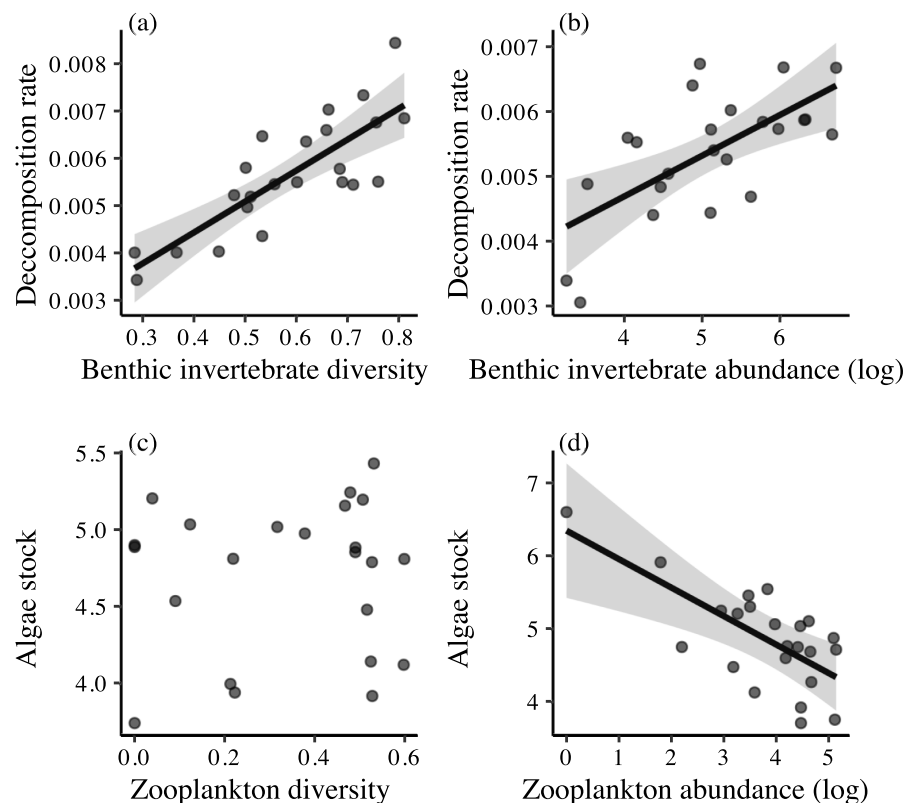 (a)
Deccomposition rate
0.008
0.007
0.006
0.005
0.004
0.003
0.3 0.4 0.5 0.6 0.7 0.8
Benthic invertebrate diversity
(b)
Decomposition rate
0.007
0.006
0.005
0.004
0.003
4 5 6
Benthic invertebrate abundance (log)
(c)
Algae stock
5.5
5.0
4.5
4.0
0.0 0.2 0.4 0.6
Zooplankton diversity
(d)
Algae stock
7
6
5
4
0 1 2 3 4 5
Zooplankton abundance (log)